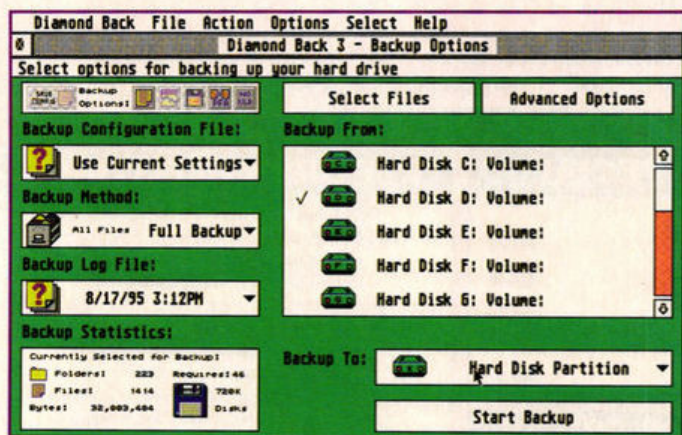 Diamond Back File Action Options Select Help
Diamond Back 3 - Backup Options
Select options for backing up your hard drive
Backup Options:
Select Files
Advanced Options
Backup Configuration File:
Use Current Settings
Backup Method:
All Files Full Backup
Backup Log File:
8/17/95 3:12PM
Backup Statistics:
Currently Selected for Backup:
Folders: 223 Requires: 46
Files: 1414 720K
Bytes: 32,003,484 Disks
Backup From:
Hard Disk C: Volume:
Hard Disk D: Volume:
Hard Disk E: Volume:
Hard Disk F: Volume:
Hard Disk G: Volume:
Backup To:
Hard Disk Partition
Start Backup